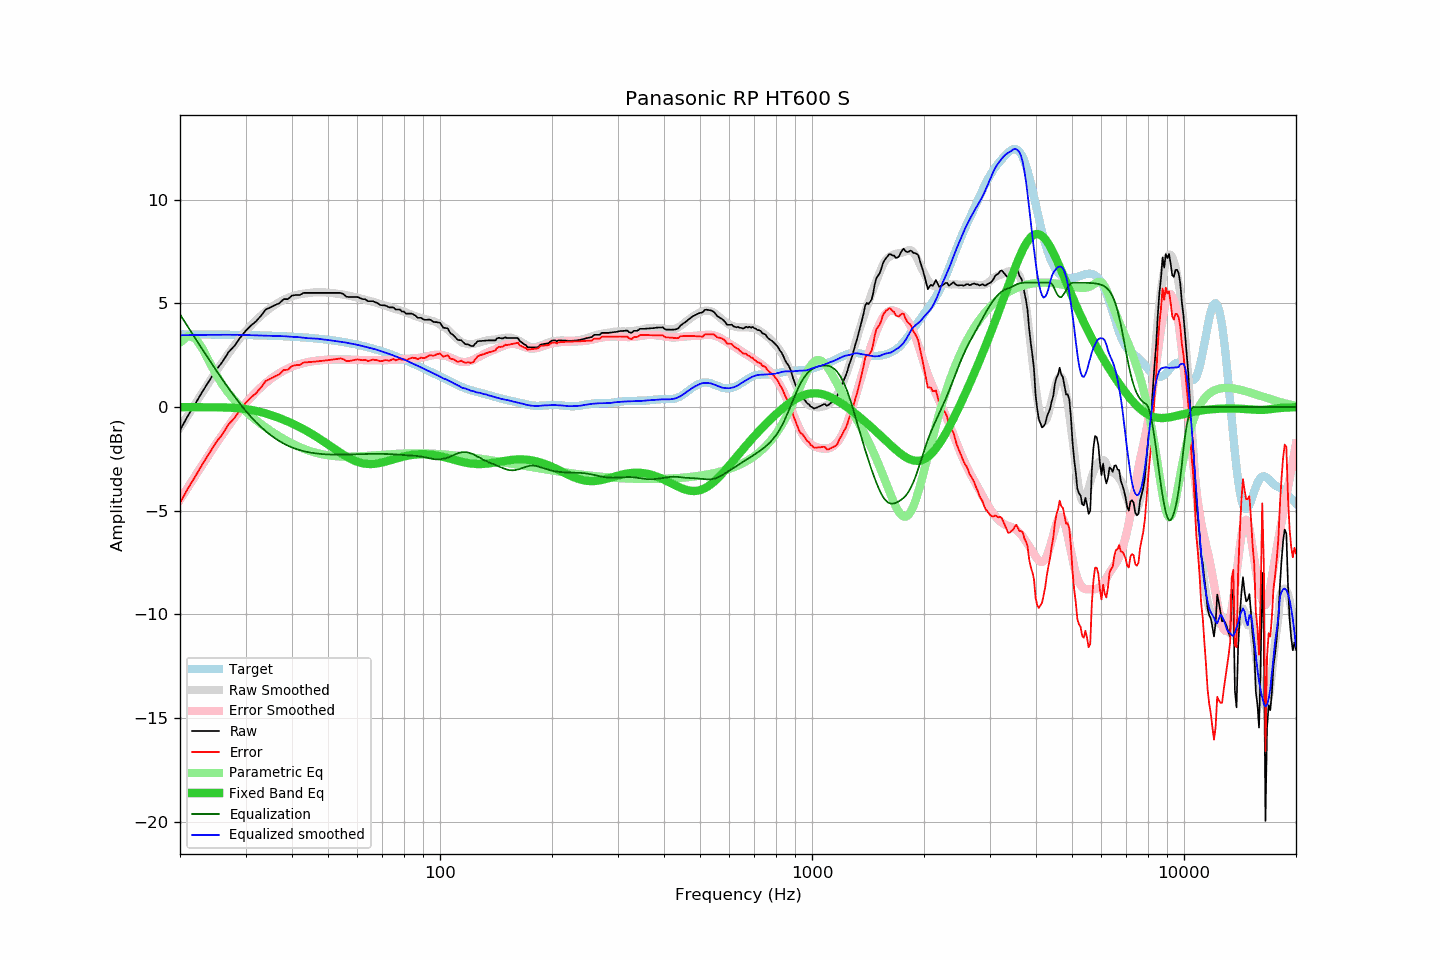 Panasonic RP HT600 S
Amplitude (dBr)
10
5
0
−5
−10
−15
−20
Target
Raw Smoothed
Error Smoothed
Raw
Error
Parametric Eq
Fixed Band Eq
Equalization
Equalized smoothed
100
1000
10000
Frequency (Hz)